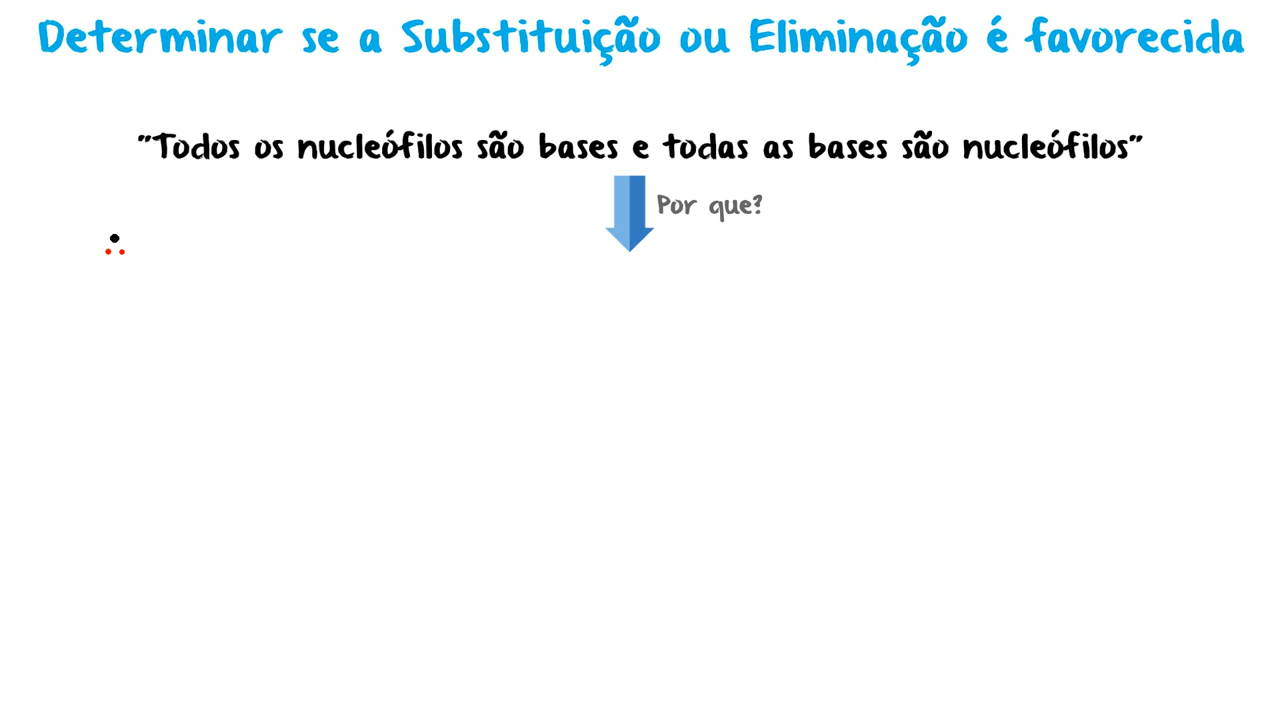 Determinar se a Substituição ou Eliminação é favorecida
"Todos os nucleófilos são bases e todas as bases são nucleófilos"
Por que?